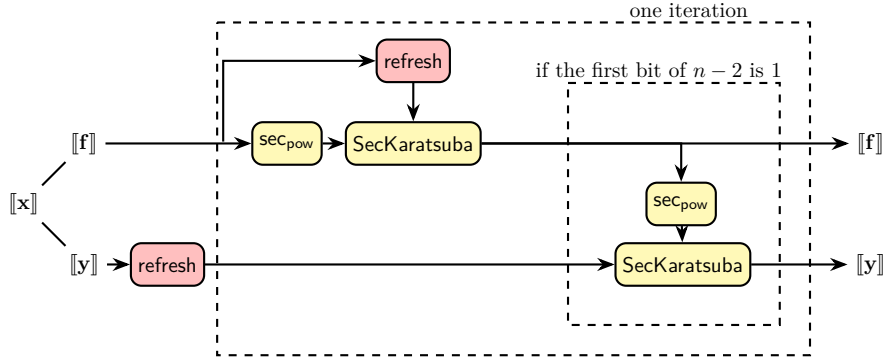 one iteration
refresh
if the first bit of n − 2 is 1
⟦f⟧
sec_pow
SecKaratsuba
⟦f⟧
⟦x⟧
sec_pow
⟦y⟧
refresh
SecKaratsuba
⟦y⟧